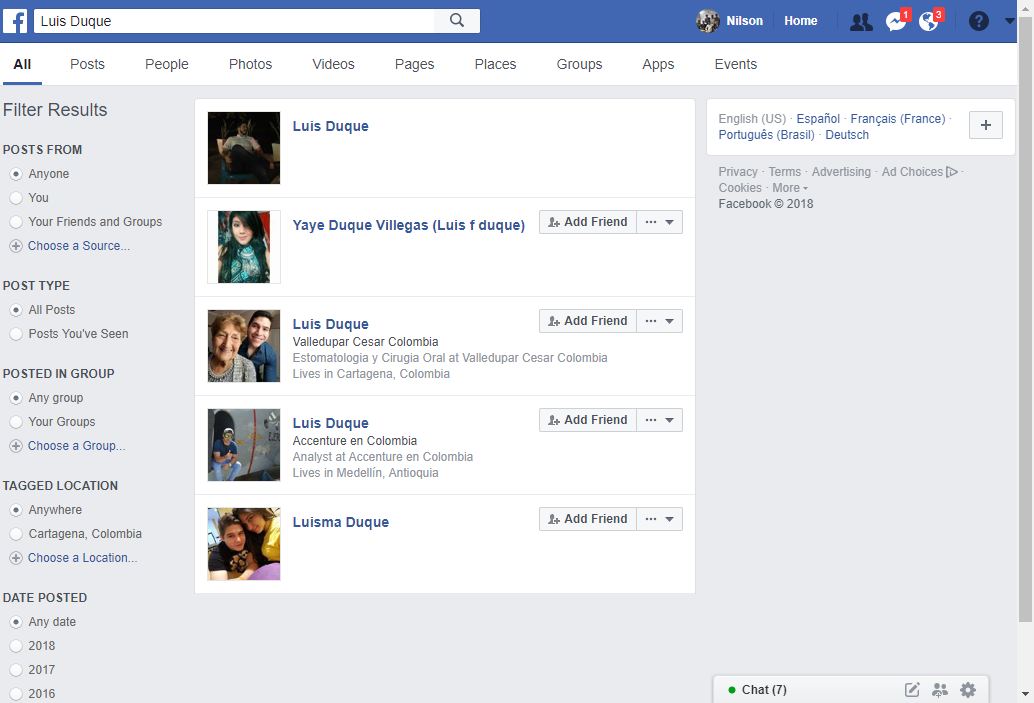 f Luis Duque Nilson Home 1 3 ?
All Posts People Photos Videos Pages Places Groups Apps Events
Filter Results
POSTS FROM
Anyone
You
Your Friends and Groups
Choose a Source...
POST TYPE
All Posts
Posts You've Seen
POSTED IN GROUP
Any group
Your Groups
Choose a Group...
TAGGED LOCATION
Anywhere
Cartagena, Colombia
Choose a Location...
DATE POSTED
Any date
2018
2017
2016
Luis Duque
Yaye Duque Villegas (Luis f duque) Add Friend
Luis Duque Add Friend
Valledupar Cesar Colombia
Estomatologia y Cirugia Oral at Valledupar Cesar Colombia
Lives in Cartagena, Colombia
Luis Duque Add Friend
Accenture en Colombia
Analyst at Accenture en Colombia
Lives in Medellín, Antioquia
Luisma Duque Add Friend
English (US) · Español · Français (France) ·
Português (Brasil) · Deutsch
Privacy · Terms · Advertising · Ad Choices ·
Cookies · More
Facebook © 2018
Chat (7)